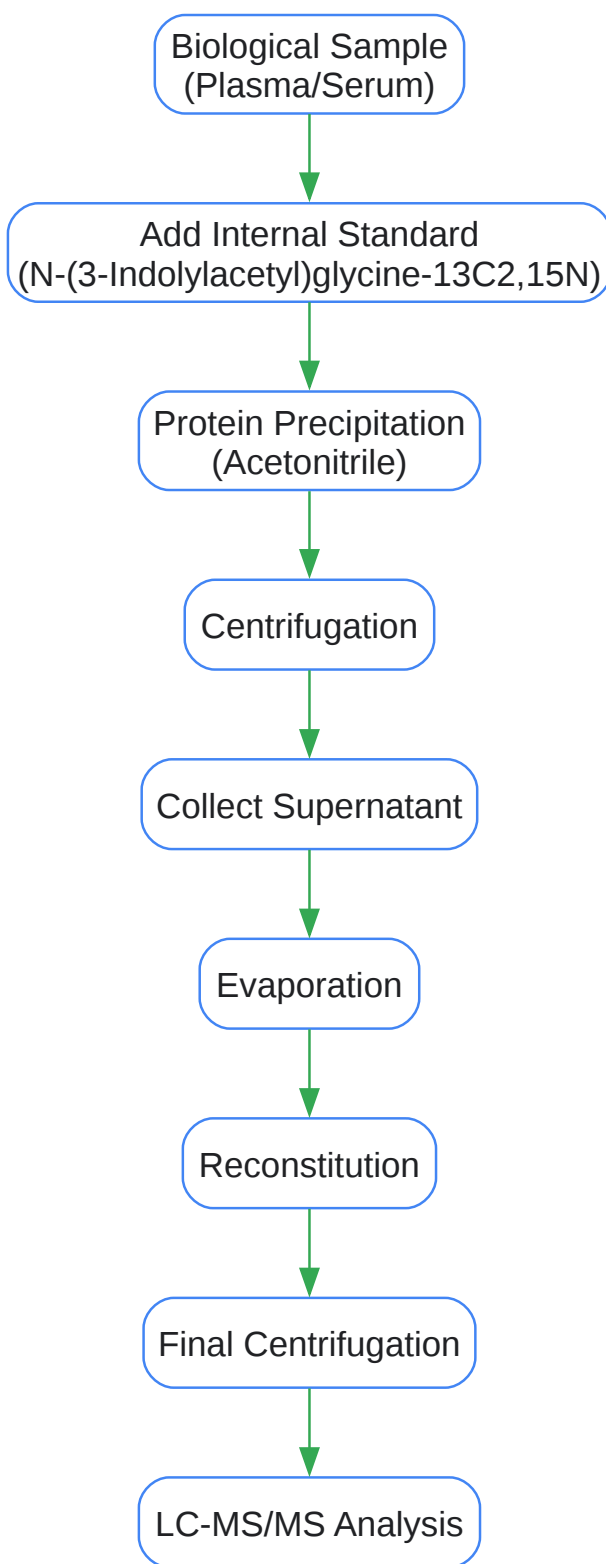 Biological Sample
(Plasma/Serum)
Add Internal Standard
(N-(3-Indolylacetyl)glycine-13C2,15N)
Protein Precipitation
(Acetonitrile)
Centrifugation
Collect Supernatant
Evaporation
Reconstitution
Final Centrifugation
LC-MS/MS Analysis